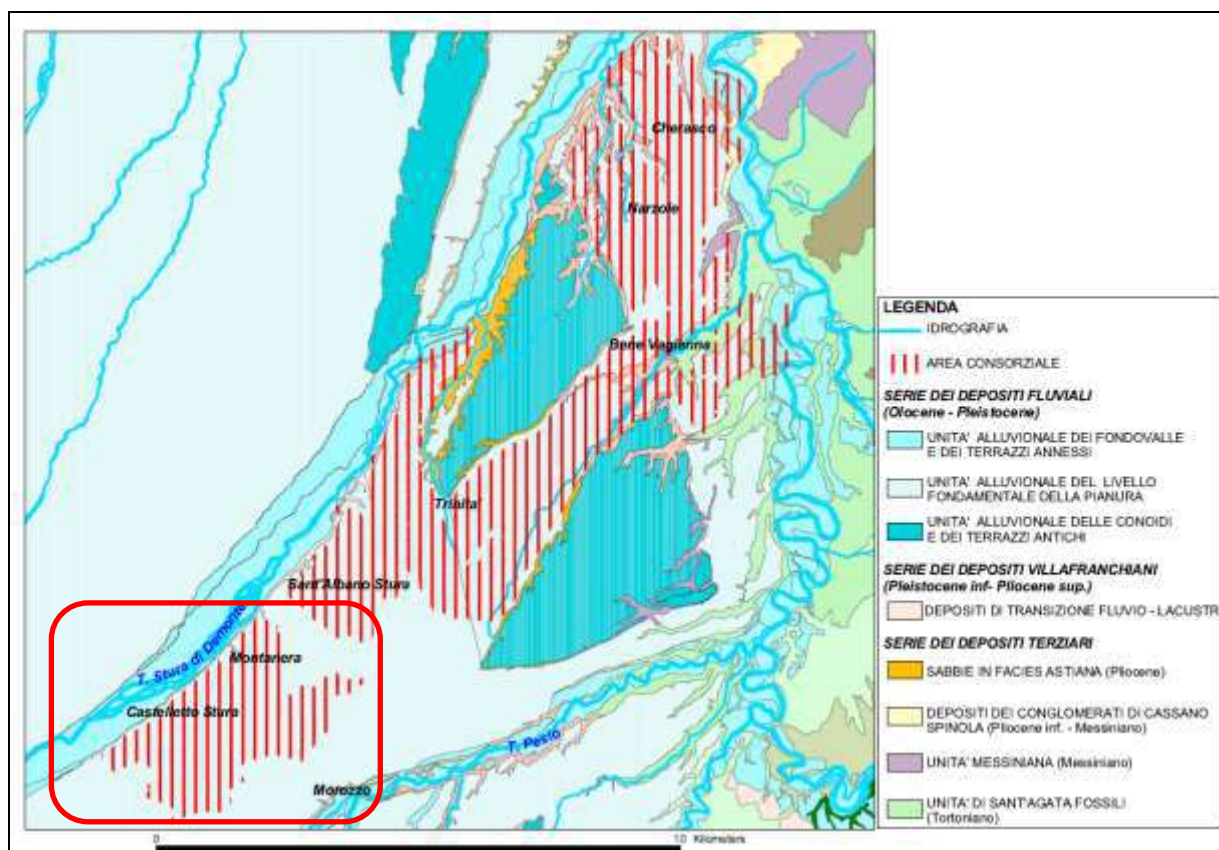 Cherasco
Narzole
Bene Vagienna
Trinita'
Sant'Albano Stura
T. Stura di Demonte
Montanera
Castelletto Stura
T. Pesio
Morozzo
0
10 Kilometers
LEGENDA
IDROGRAFIA
AREA CONSORZIALE
SERIE DEI DEPOSITI FLUVIALI
(Olocene - Pleistocene)
UNITA' ALLUVIONALE DEI FONDOVALLE
E DEI TERRAZZI ANNESSI
UNITA' ALLUVIONALE DEL LIVELLO
FONDAMENTALE DELLA PIANURA
UNITA' ALLUVIONALE DELLE CONOIDI
E DEI TERRAZZI ANTICHI
SERIE DEI DEPOSITI VILLAFRANCHIANI
(Pleistocene inf- Pliocene sup.)
DEPOSITI DI TRANSIZIONE FLUVIO - LACUSTR
SERIE DEI DEPOSITI TERZIARI
SABBIE IN FACIES ASTIANA (Pliocene)
DEPOSITI DEI CONGLOMERATI DI CASSANO
SPINOLA (Pliocene inf. - Messiniano)
UNITA' MESSINIANA (Messiniano)
UNITA' DI SANT'AGATA FOSSILI
(Tortoniano)